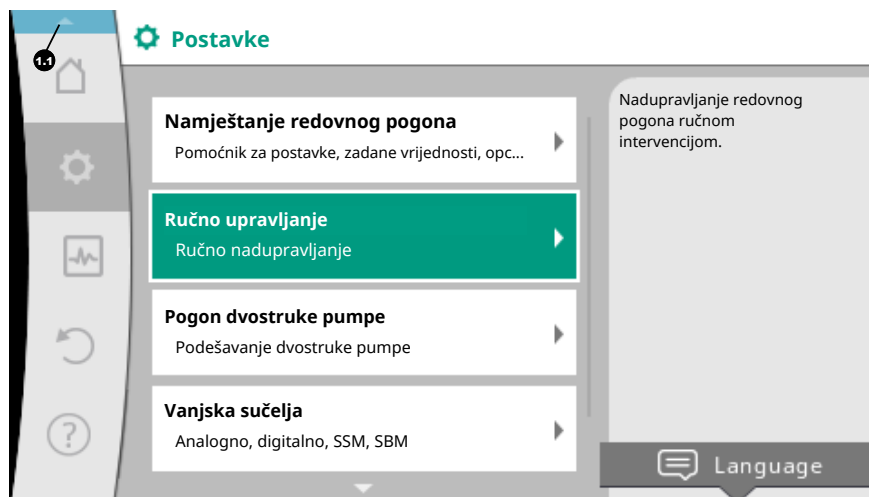 Postavke
1.1
Namještanje redovnog pogona
Pomoćnik za postavke, zadane vrijednosti, opc...
Ručno upravljanje
Ručno nadupravljanje
Pogon dvostruke pumpe
Podešavanje dvostruke pumpe
Vanjska sučelja
Analogno, digitalno, SSM, SBM
Nadupravljanje redovnog
pogona ručnom
intervencijom.
?
Language